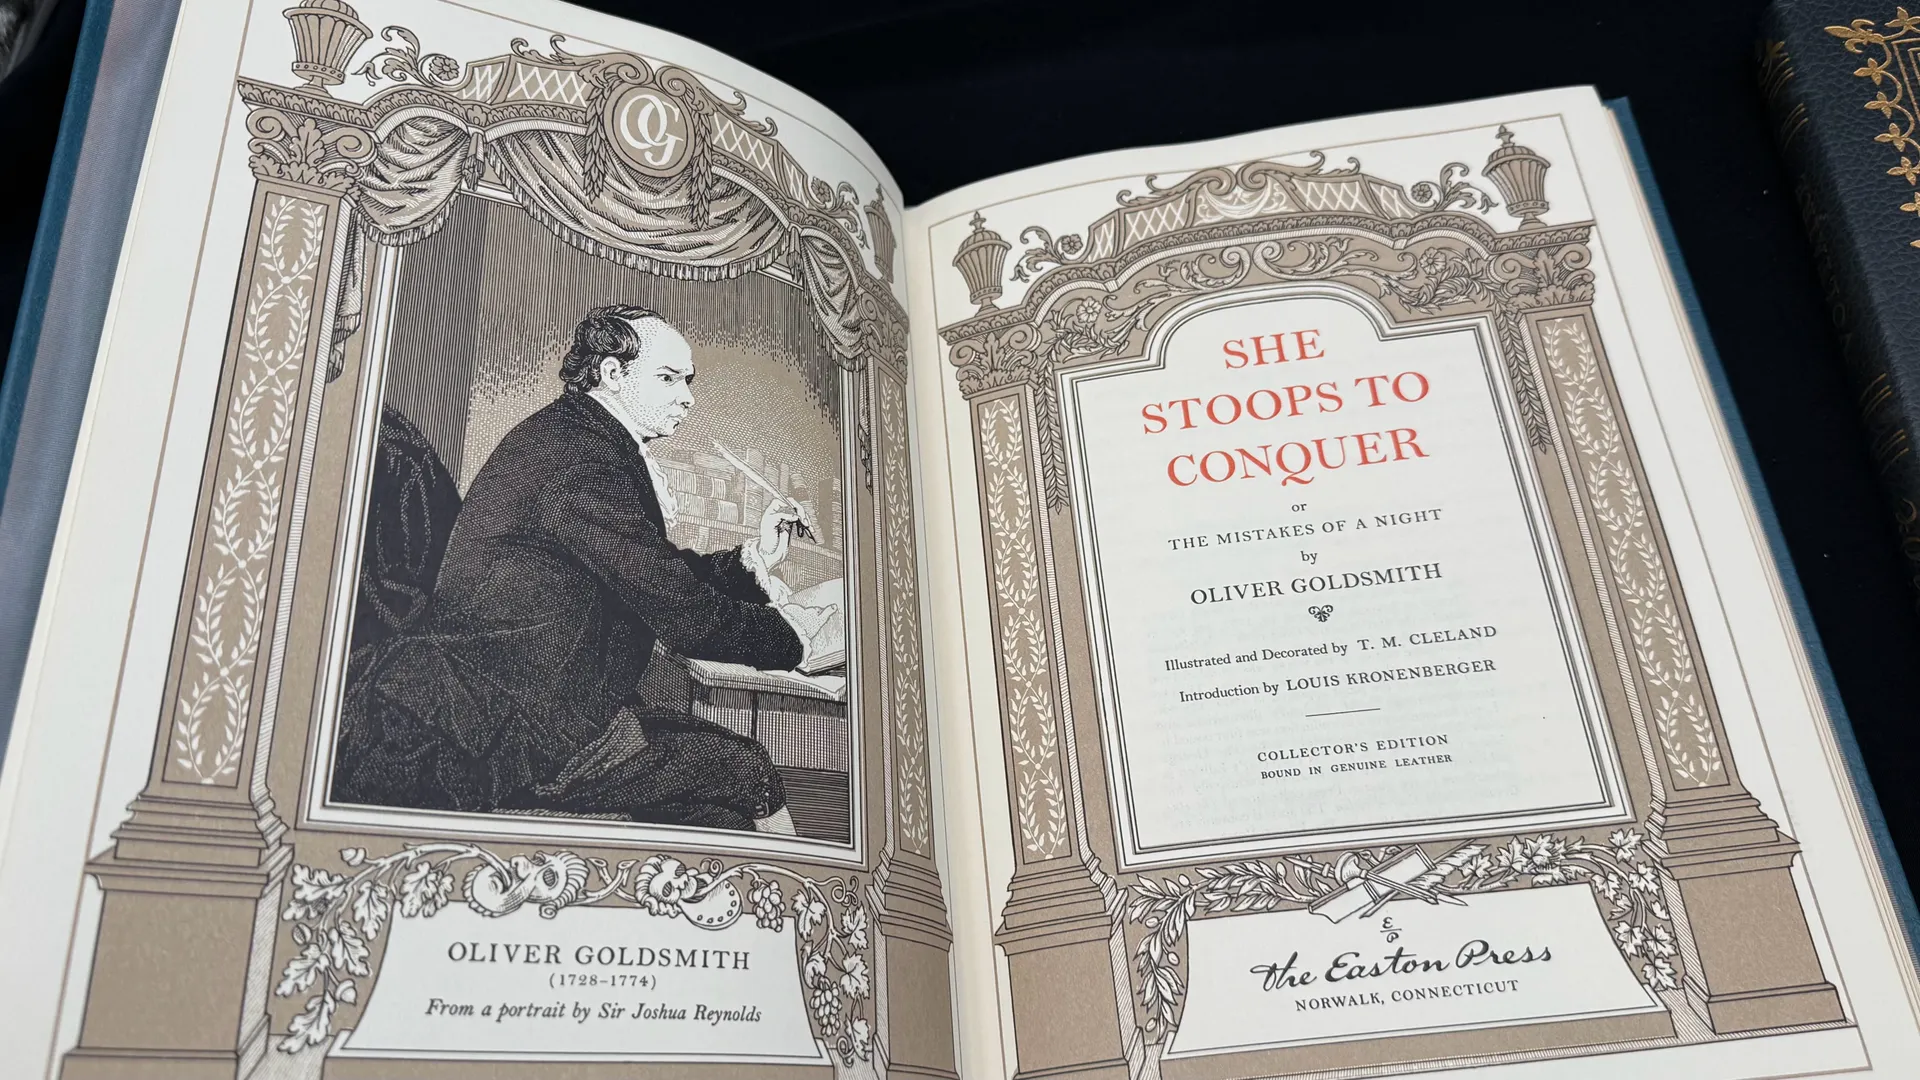 OG
OLIVER GOLDSMITH
(1728-1774)
From a portrait by Sir Joshua Reynolds
SHE
STOOPS TO
CONQUER
or
THE MISTAKES OF A NIGHT
by
OLIVER GOLDSMITH
Illustrated and Decorated by T. M. CLELAND
Introduction by LOUIS KRONENBERGER
COLLECTOR'S EDITION
BOUND IN GENUINE LEATHER
The Easton Press
NORWALK, CONNECTICUT